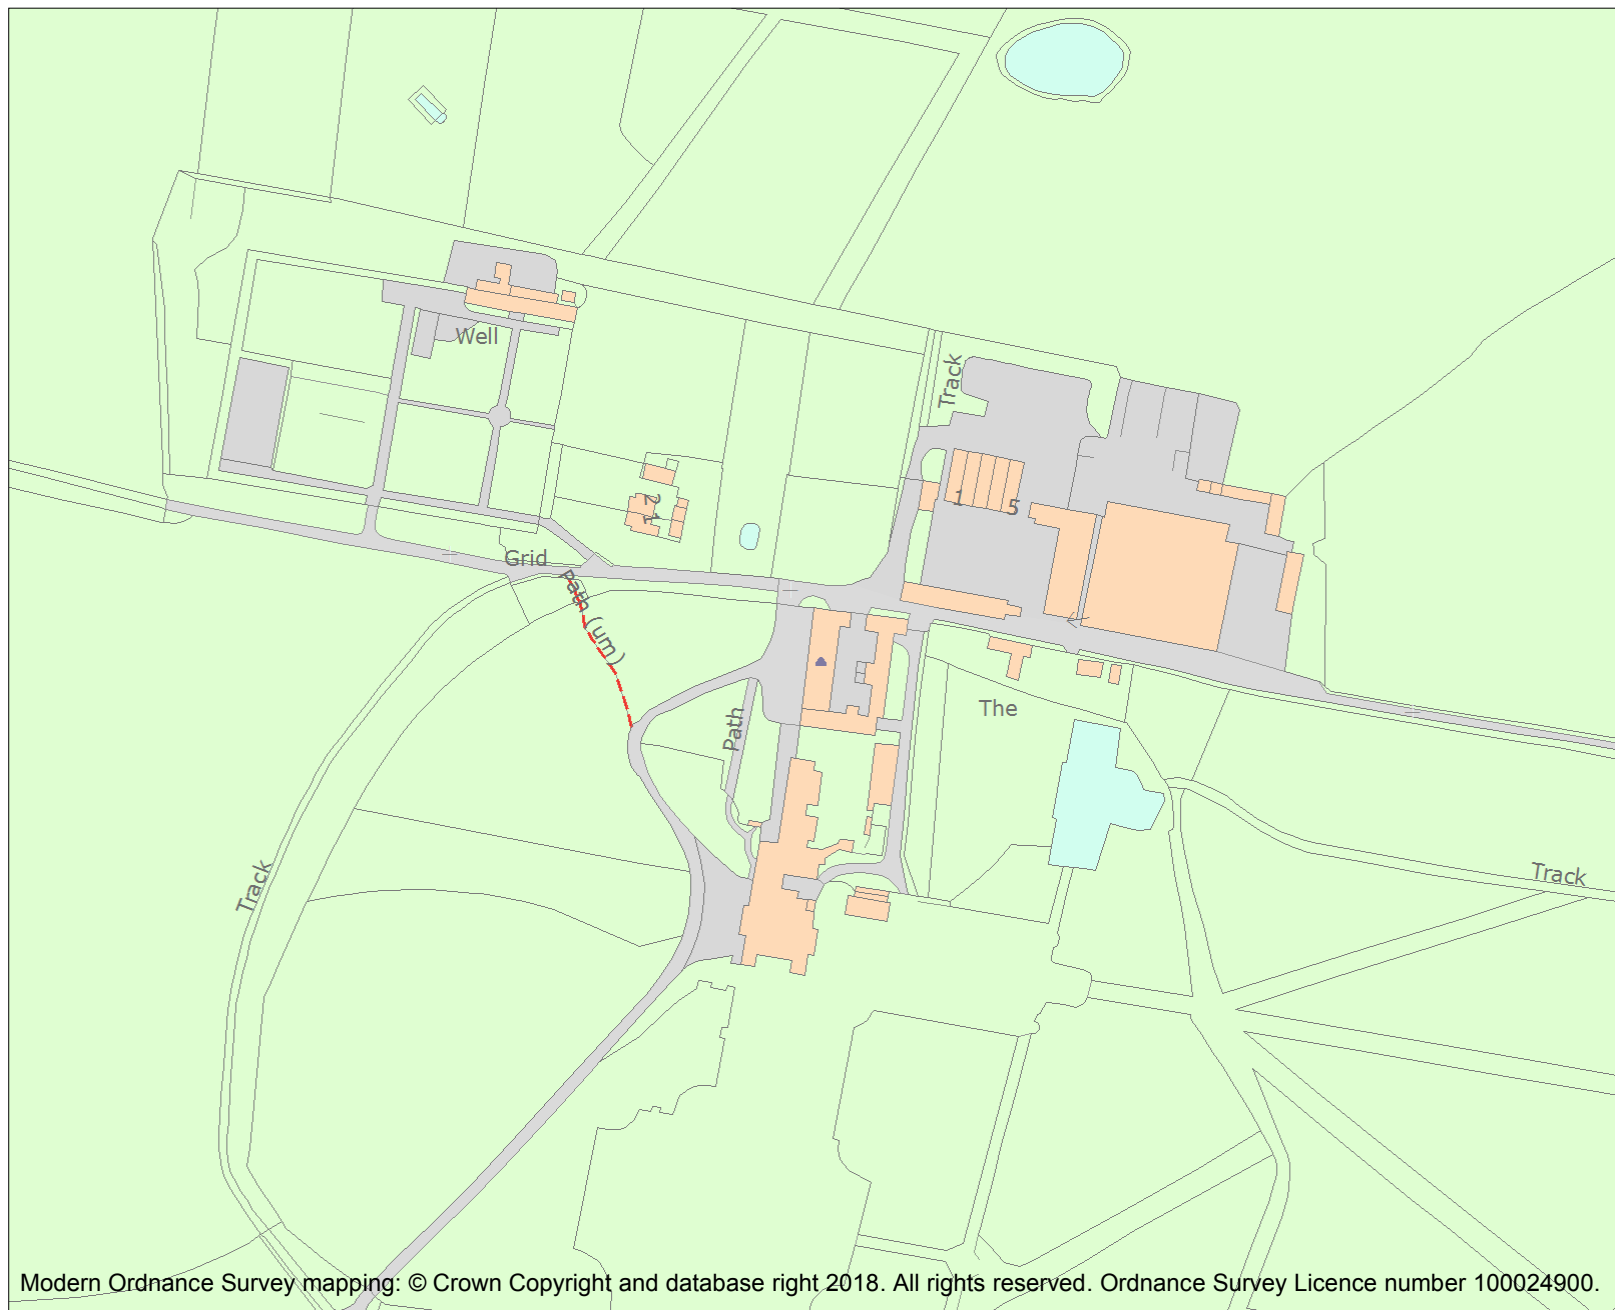 Well
Track
2
1
1
5
Grid
Path (um)
The
Path
Track
Track
Modern Ordnance Survey mapping: © Crown Copyright and database right 2018. All rights reserved. Ordnance Survey Licence number 100024900.